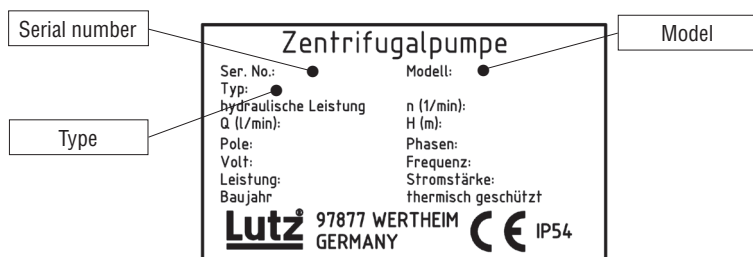 Serial number
Model
Type
Zentrifugalpumpe
Ser. No.: Modell:
Typ:
hydraulische Leistung n (1/min):
Q (l/min): H (m):
Pole: Phasen:
Volt: Frequenz:
Leistung: Stromstärke:
Baujahr thermisch geschützt
Lutz® 97877 WERTHEIM CE IP54
GERMANY